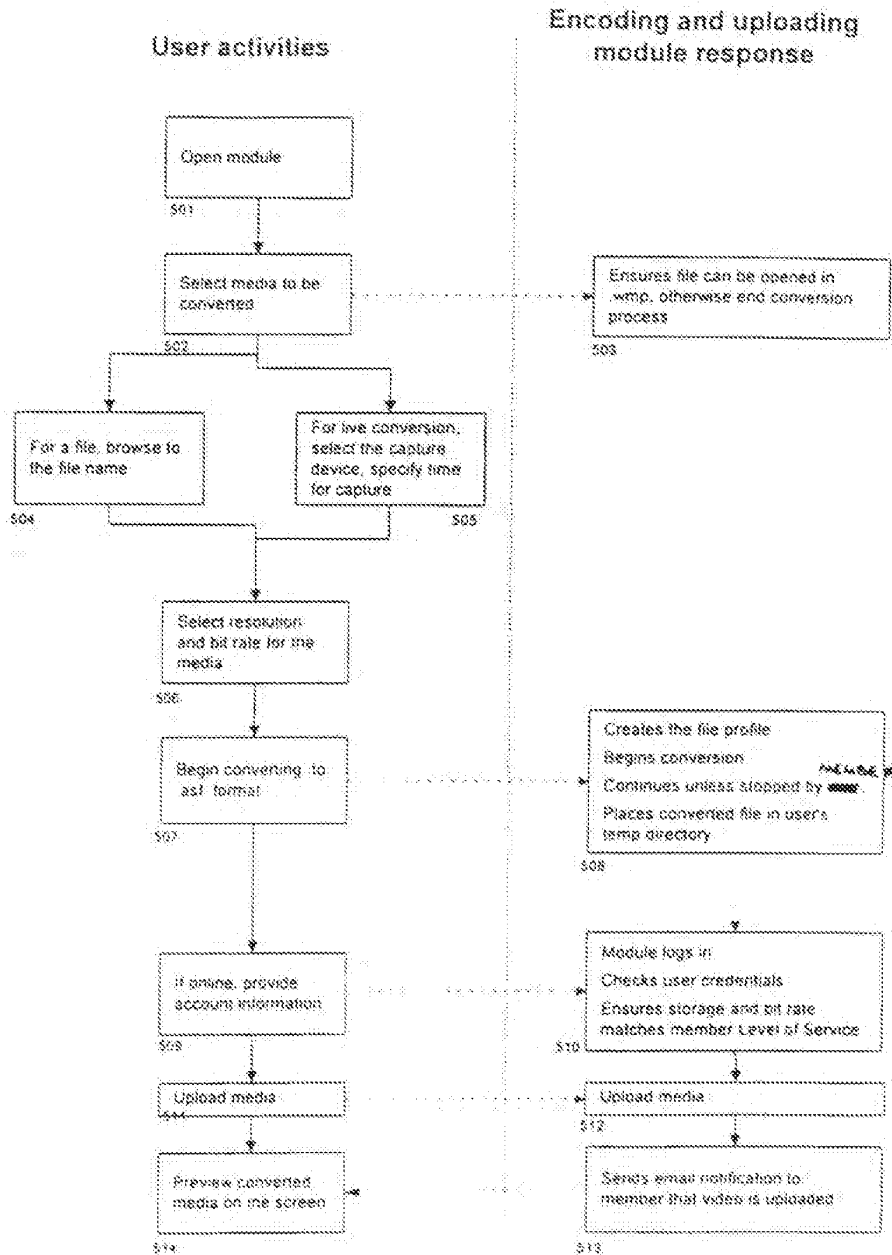 User activities
Encoding and uploading
module response
Open module
501
Select media to be
converted
502
Ensures file can be opened in
.wmp, otherwise end conversion
process
503
For a file, browse to
the file name
504
For live conversion,
select the capture
device, specify time
for capture
505
Select resolution
and bit rate for the
media
506
Begin converting to
.asf format
507
Creates the file profile
Begins conversion
Continues unless stopped by
Places converted file in user's
temp directory
508
If online, provide
account information
509
Module logs in
Checks user credentials
Ensures storage and bit rate
matches member Level of Service
510
Upload media
511
Upload media
512
Preview converted
media on the screen
514
Sends email notification to
member that video is uploaded
513